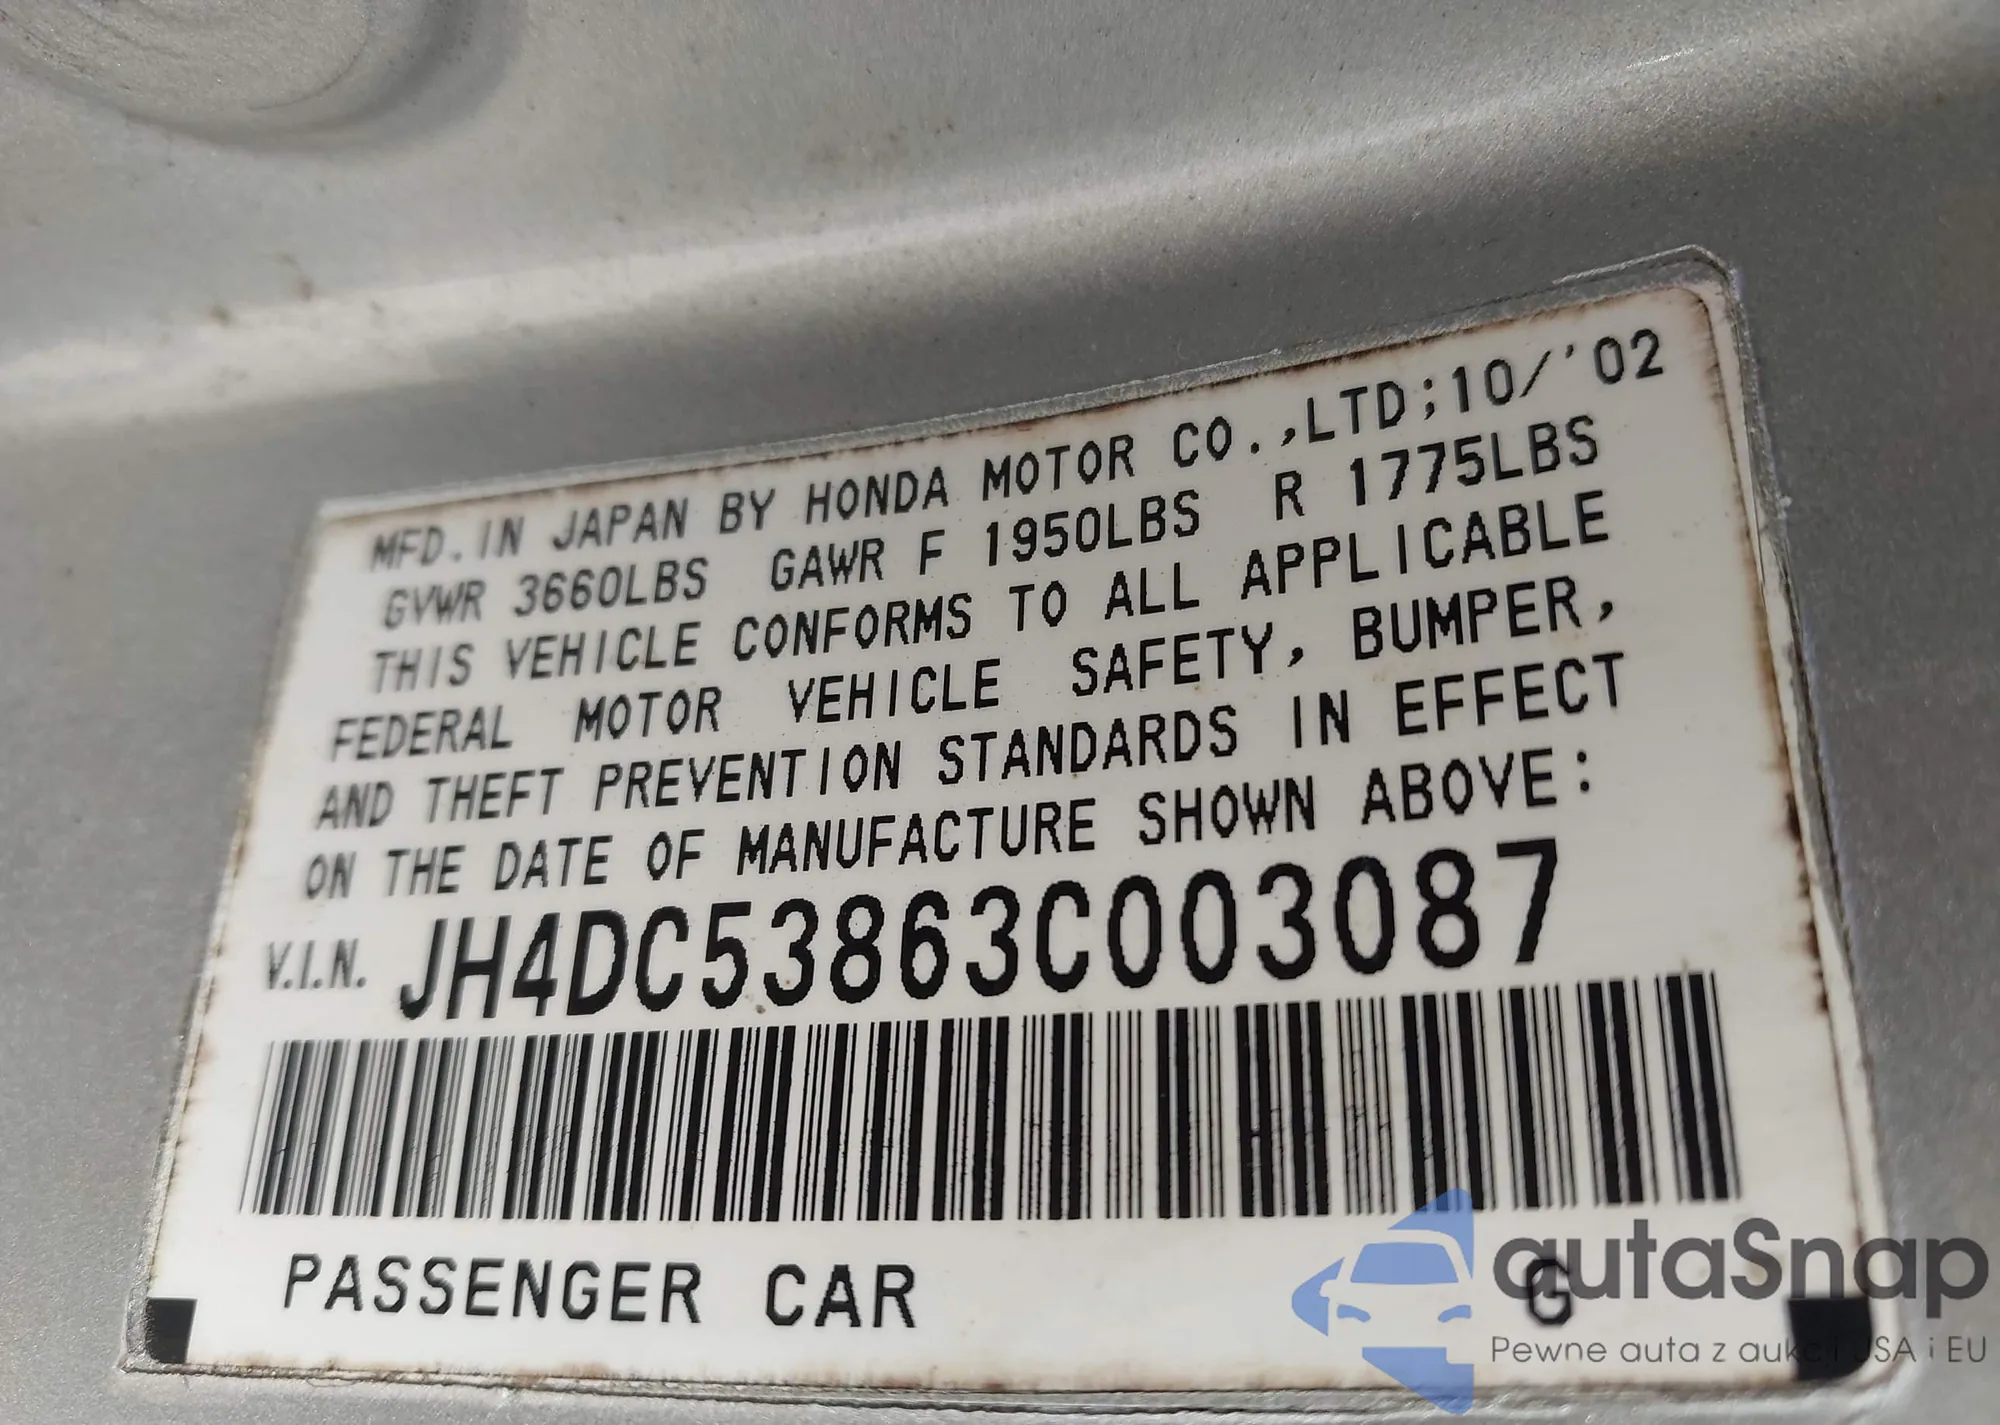 MFD. IN JAPAN BY HONDA MOTOR CO.,LTD;10/'02
GVWR 3660LBS GAWR F 1950LBS R 1775LBS
THIS VEHICLE CONFORMS TO ALL APPLICABLE
FEDERAL MOTOR VEHICLE SAFETY, BUMPER,
AND THEFT PREVENTION STANDARDS IN EFFECT
ON THE DATE OF MANUFACTURE SHOWN ABOVE:
V.I.N. JH4DC53863C003087
PASSENGER CAR G
autaSnap
Pewne auta z aukcji USA i EU